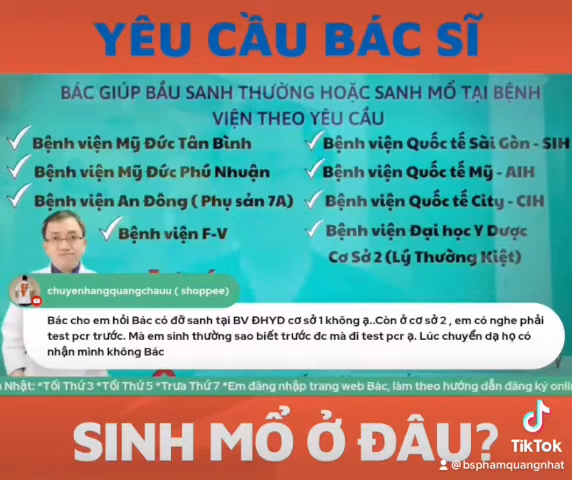 YÊU CẦU BÁC SĨ
BÁC GIÚP BẦU SANH THƯỜNG HOẶC SANH MỔ TẠI BỆNH
VIỆN THEO YÊU CẦU
Bệnh viện Mỹ Đức Tân Bình
Bệnh viện Mỹ Đức Phú Nhuận
Bệnh viện An Đông ( Phụ sản 7A)
Bệnh viện F-V
Bệnh viện Quốc tế Sài Gòn - SIH
Bệnh viện Quốc tế Mỹ - AIH
Bệnh viện Quốc tế City - CIH
Bệnh viện Đại học Y Dược
Cơ Sở 2 (Lý Thường Kiệt)
chuyenhangquangchauu ( shoppee)
Bác cho em hỏi Bác có đỡ sanh tại BV ĐHYD cơ sở 1 không ạ..Còn ở cơ sở 2 , em có nghe phải
test pcr trước. Mà em sinh thường sao biết trước đc mà đi test pcr ạ. Lúc chuyển dạ họ có
nhận mình không Bác
Nhật: *Tối Thứ 3 *Tối Thứ 5 *Trưa Thứ 7 *Em đăng nhập trang web Bác, làm theo hướng dẫn đăng ký onli
SINH MỔ Ở ĐÂU?
TikTok
@bsphamquangnhat